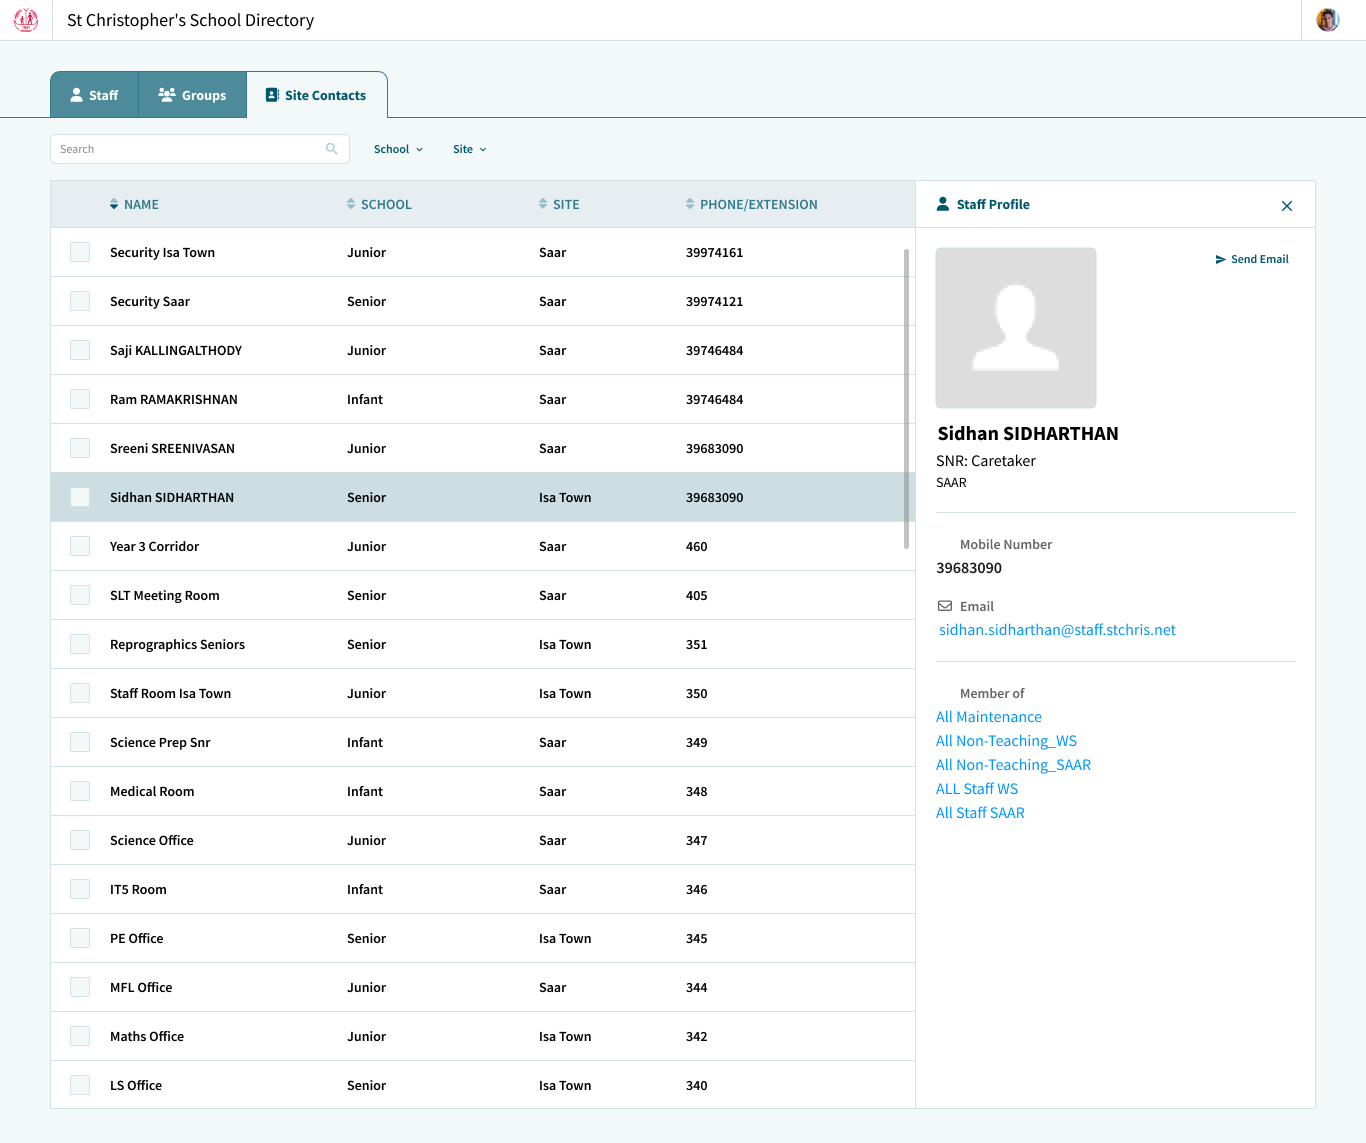 St Christopher's School Directory
Staff
Groups
Site Contacts
Search
School
Site
NAME SCHOOL SITE PHONE/EXTENSION
Security Isa Town Junior Saar 39974161
Security Saar Senior Saar 39974121
Saji KALLINGALTHODY Junior Saar 39746484
Ram RAMAKRISHNAN Infant Saar 39746484
Sreeni SREENIVASAN Junior Saar 39683090
Sidhan SIDHARTHAN Senior Isa Town 39683090
Year 3 Corridor Junior Saar 460
SLT Meeting Room Senior Saar 405
Reprographics Seniors Senior Isa Town 351
Staff Room Isa Town Junior Isa Town 350
Science Prep Snr Infant Saar 349
Medical Room Infant Saar 348
Science Office Junior Saar 347
IT5 Room Infant Saar 346
PE Office Senior Isa Town 345
MFL Office Junior Saar 344
Maths Office Junior Isa Town 342
LS Office Senior Isa Town 340
Staff Profile
Send Email
Sidhan SIDHARTHAN
SNR: Caretaker
SAAR
Mobile Number
39683090
Email
sidhan.sidharthan@staff.stchris.net
Member of
All Maintenance
All Non-Teaching_WS
All Non-Teaching_SAAR
ALL Staff WS
All Staff SAAR